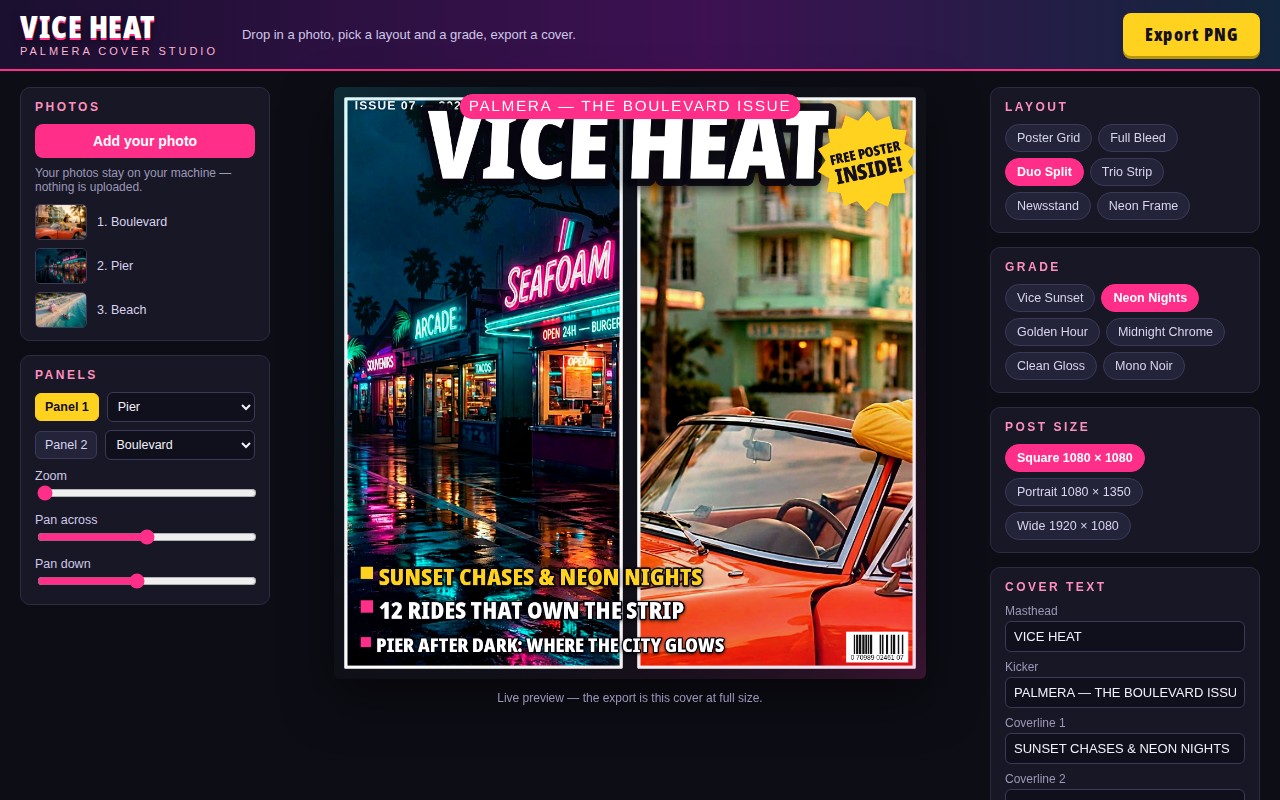 VICE HEAT
PALMERA COVER STUDIO
Drop in a photo, pick a layout and a grade, export a cover.
Export PNG
PHOTOS
Add your photo
Your photos stay on your machine —
nothing is uploaded.
1. Boulevard
2. Pier
3. Beach
PANELS
Panel 1
Pier
Panel 2
Boulevard
Zoom
Pan across
Pan down
ISSUE 07
PALMERA — THE BOULEVARD ISSUE
VICE HEAT
FREE POSTER
INSIDE!
SEAFOAM
ARCADE
OPEN 24H — BURGER
SOUVENIRS
TACOS
OPEN
SUNSET CHASES & NEON NIGHTS
12 RIDES THAT OWN THE STRIP
PIER AFTER DARK: WHERE THE CITY GLOWS
0 70989 02461 07
Live preview — the export is this cover at full size.
LAYOUT
Poster Grid
Full Bleed
Duo Split
Trio Strip
Newsstand
Neon Frame
GRADE
Vice Sunset
Neon Nights
Golden Hour
Midnight Chrome
Clean Gloss
Mono Noir
POST SIZE
Square 1080 × 1080
Portrait 1080 × 1350
Wide 1920 × 1080
COVER TEXT
Masthead
VICE HEAT
Kicker
PALMERA — THE BOULEVARD ISSU
Coverline 1
SUNSET CHASES & NEON NIGHTS
Coverline 2